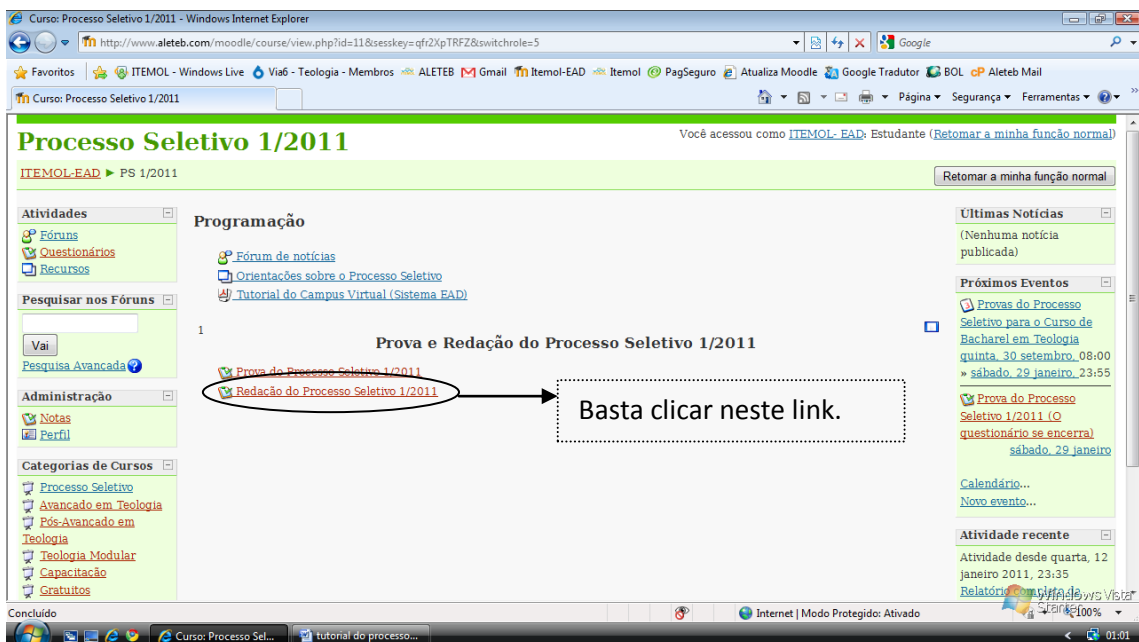 Curso: Processo Seletivo 1/2011 - Windows Internet Explorer
http://www.aleteb.com/moodle/course/view.php?id=11&sesskey=qfr2XpTRFZ&switchrole=5
Google
Favoritos ITEMOL - Windows Live Via6 - Teologia - Membros ALETEB Gmail Itemol-EAD Itemol PagSeguro Atualiza Moodle Google Tradutor BOL Aleteb Mail
Curso: Processo Seletivo 1/2011
Página Segurança Ferramentas
Processo Seletivo 1/2011
Você acessou como ITEMOL- EAD: Estudante (Retomar a minha função normal)
ITEMOL-EAD ► PS 1/2011
Retomar a minha função normal
Atividades
Fóruns
Questionários
Recursos
Pesquisar nos Fóruns
Vai
Pesquisa Avançada
Administração
Notas
Perfil
Categorias de Cursos
Processo Seletivo
Avançado em Teologia
Pós-Avançado em
Teologia
Teologia Modular
Capacitação
Gratuitos
Programação
Fórum de notícias
Orientações sobre o Processo Seletivo
Tutorial do Campus Virtual (Sistema EAD)
1
Prova e Redação do Processo Seletivo 1/2011
Prova do Processo Seletivo 1/2011
Redação do Processo Seletivo 1/2011
Basta clicar neste link.
Últimas Notícias
(Nenhuma notícia
publicada)
Próximos Eventos
Provas do Processo
Seletivo para o Curso de
Bacharel em Teologia
quinta, 30 setembro, 08:00
» sábado, 29 janeiro, 23:55
Prova do Processo
Seletivo 1/2011 (O
questionário se encerra)
sábado, 29 janeiro
Calendário...
Novo evento...
Atividade recente
Atividade desde quarta, 12
janeiro 2011, 23:35
Relatório completo da
Windows Vista™
Starter
Concluído
Internet | Modo Protegido: Ativado
100%
Curso: Processo Sel...
tutorial do processo...
01:01